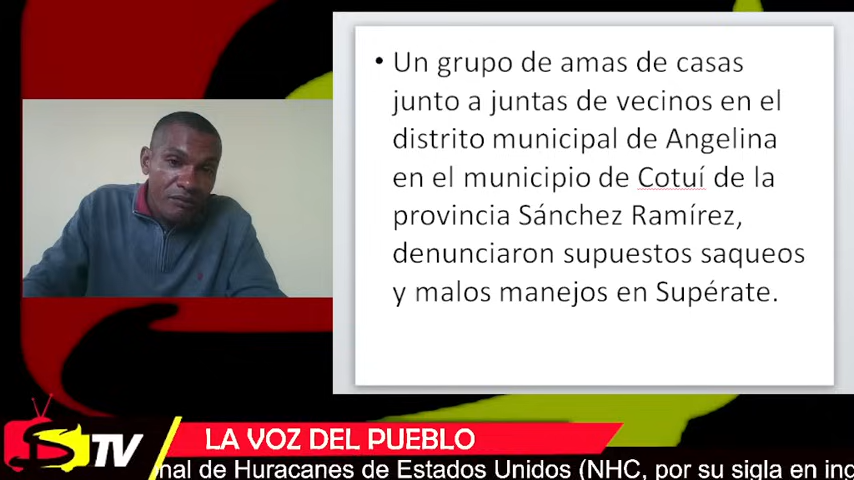 • Un grupo de amas de casas
junto a juntas de vecinos en el
distrito municipal de Angelina
en el municipio de Cotuí de la
provincia Sánchez Ramírez,
denunciaron supuestos saqueos
y malos manejos en Supérate.
STV
LA VOZ DEL PUEBLO
nal de Huracanes de Estados Unidos (NHC, por su sigla en ing